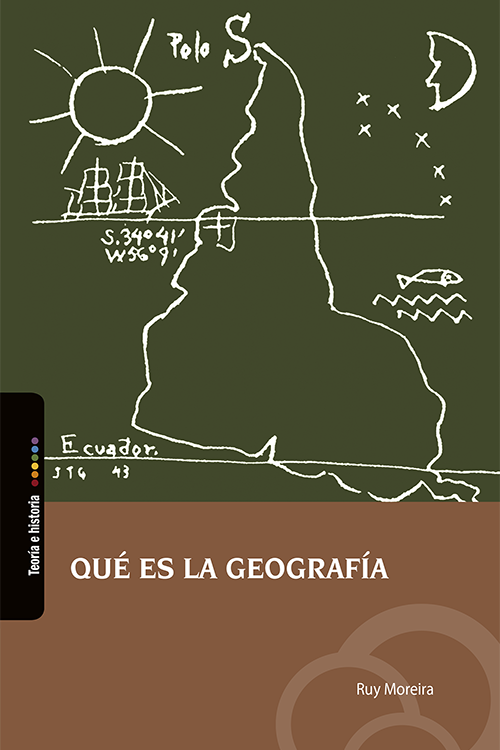 Polo S.
S. 34° 41'
W 56° 9'
Ecuador.
JTG 43
Teoría e historia
QUÉ ES LA GEOGRAFÍA
Ruy Moreira